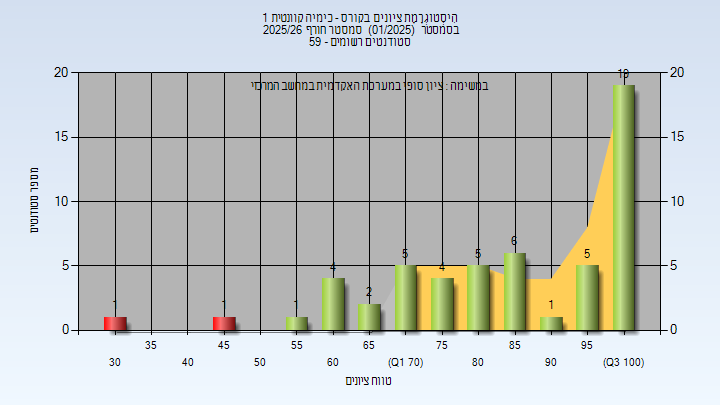 היסטוגרמת ציונים בקורס - כימיה קוונטית 1
בסמסטר (01/2025) סמסטר חורף 2025/26
סטודנטים רשומים - 59
במשימה : ציון סופי במערכת האקדמית במחשב המרכזי
מספר סטודנטים
20 15 10 5 0
20 15 10 5 0
1 1 1 4 2 5 4 5 6 1 5 19
35 45 55 65 75 85 95
30 40 50 60 (Q1 70) 80 90 (Q3 100)
טווח ציונים